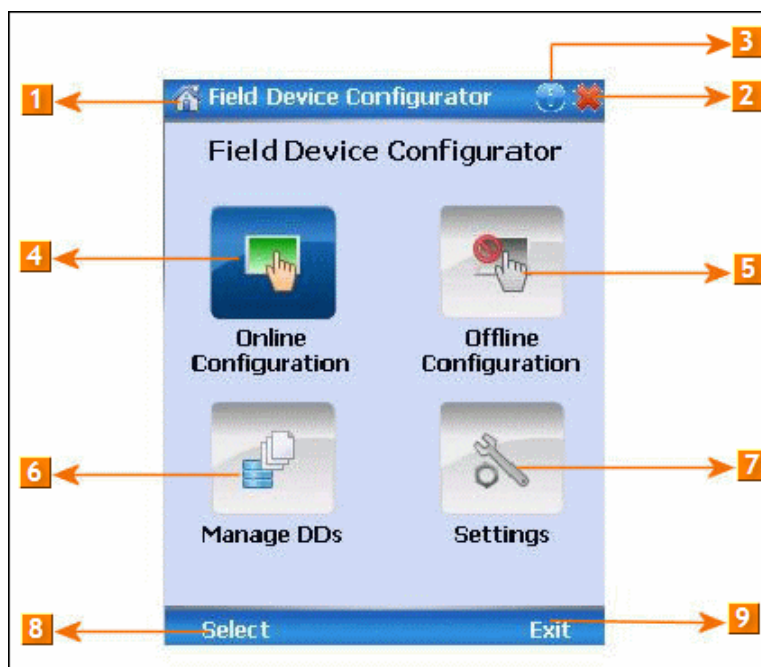 3
1 Field Device Configurator 2
Field Device Configurator
4 5
Online Configuration
Offline Configuration
6 7
Manage DDs
Settings
8 Select Exit 9